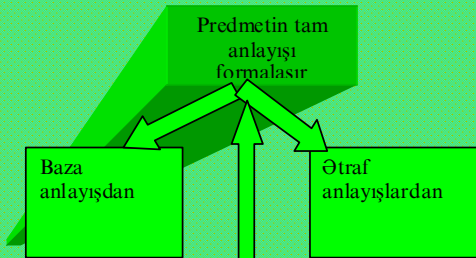 Predmetin tam
anlayışı
formalaşır
Baza
anlayışdan
Ətraf
anlayışlardan